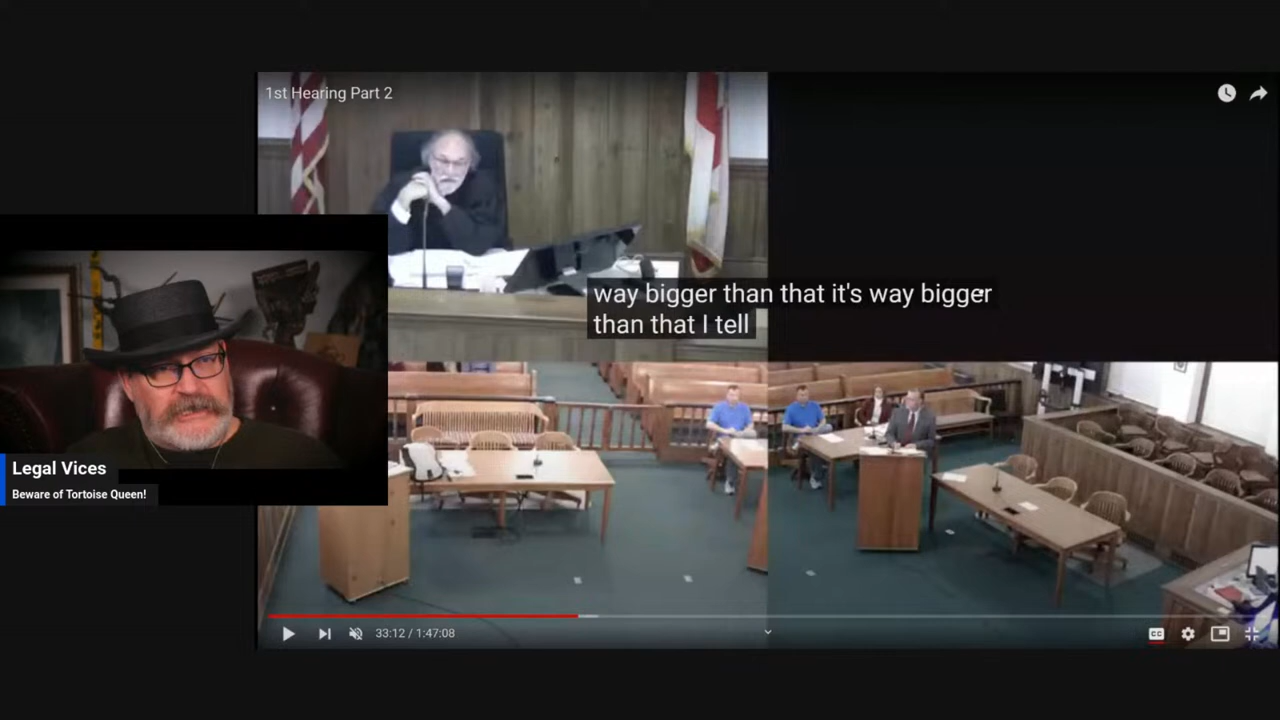 1st Hearing Part 2
way bigger than that it's way bigger
than that I tell
Legal Vices
Beware of Tortoise Queen!
33:12 / 1:47:08
CC